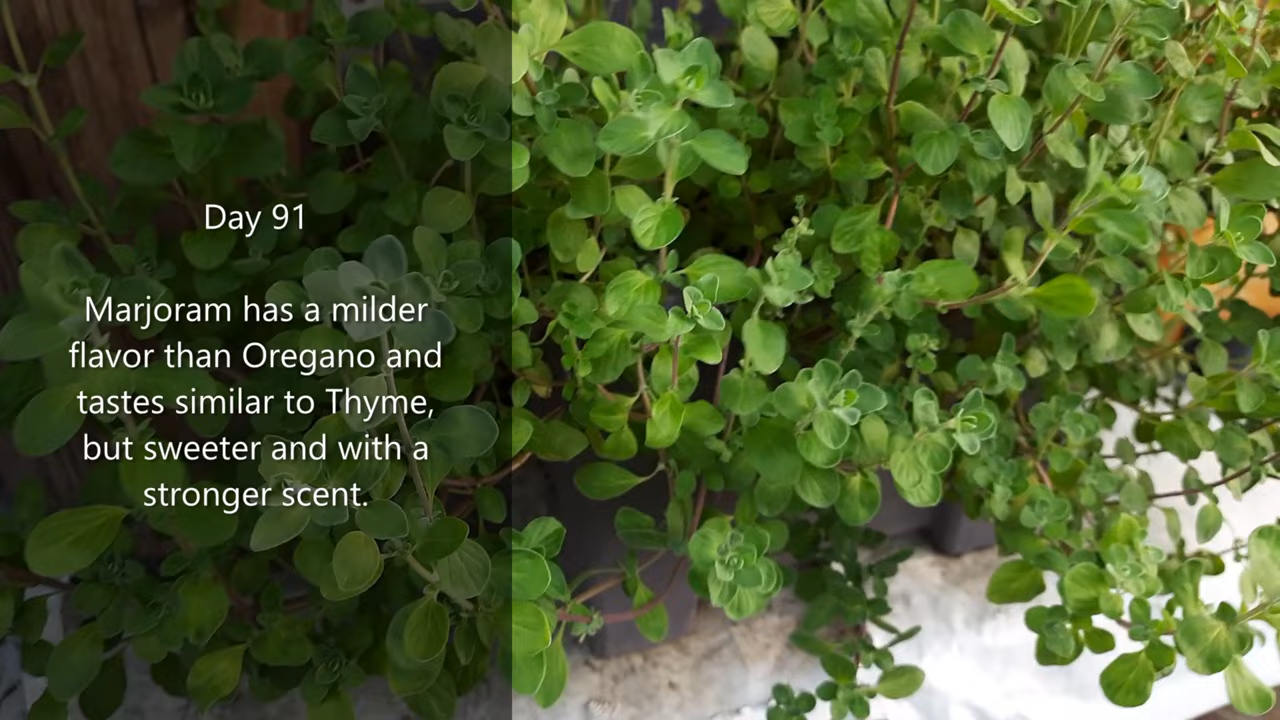 Day 91
Marjoram has a milder
flavor than Oregano and
tastes similar to Thyme,
but sweeter and with a
stronger scent.